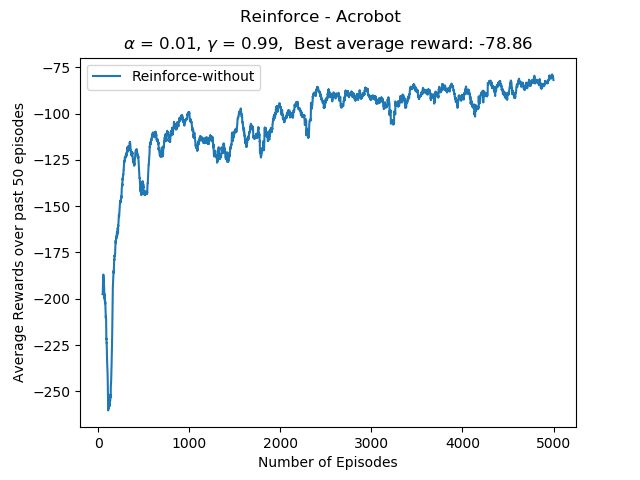 Reinforce - Acrobot
α = 0.01, γ = 0.99,  Best average reward: -78.86
Reinforce-without
Average Rewards over past 50 episodes
−75
−100
−125
−150
−175
−200
−225
−250
0 1000 2000 3000 4000 5000
Number of Episodes